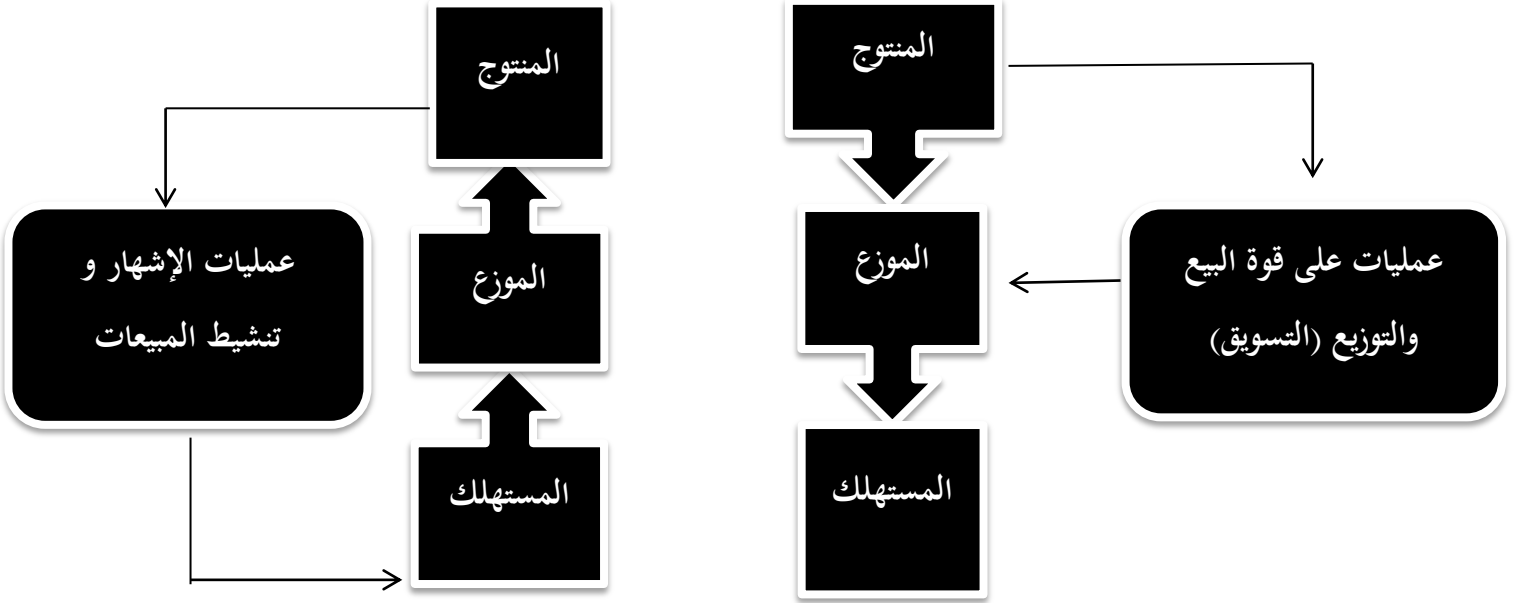 المنتوج
الموزع
المستهلك
عمليات على قوة البيع
والتوزيع (التسويق)
المنتوج
الموزع
المستهلك
عمليات الإشهار و
تنشيط المبيعات